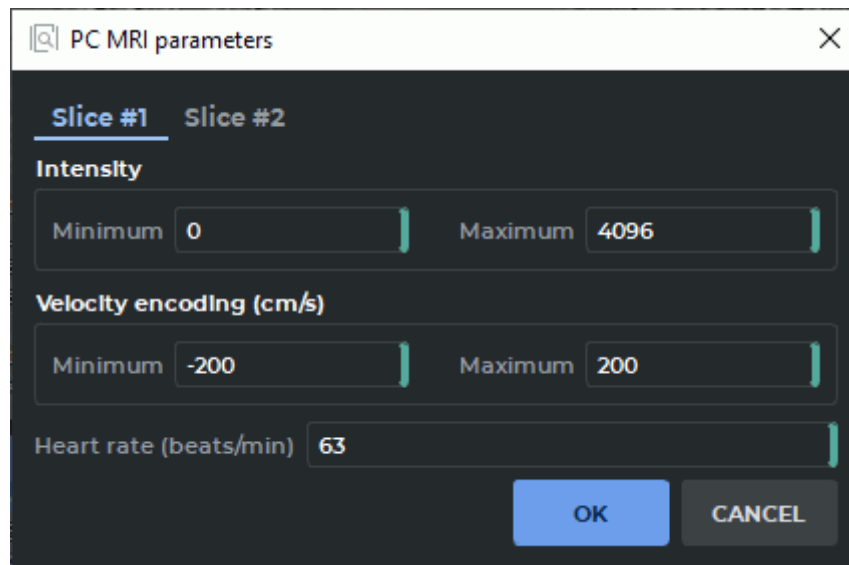 PC MRI parameters
Slice #1 Slice #2
Intensity
Minimum 0 Maximum 4096
Velocity encoding (cm/s)
Minimum -200 Maximum 200
Heart rate (beats/min) 63
OK CANCEL